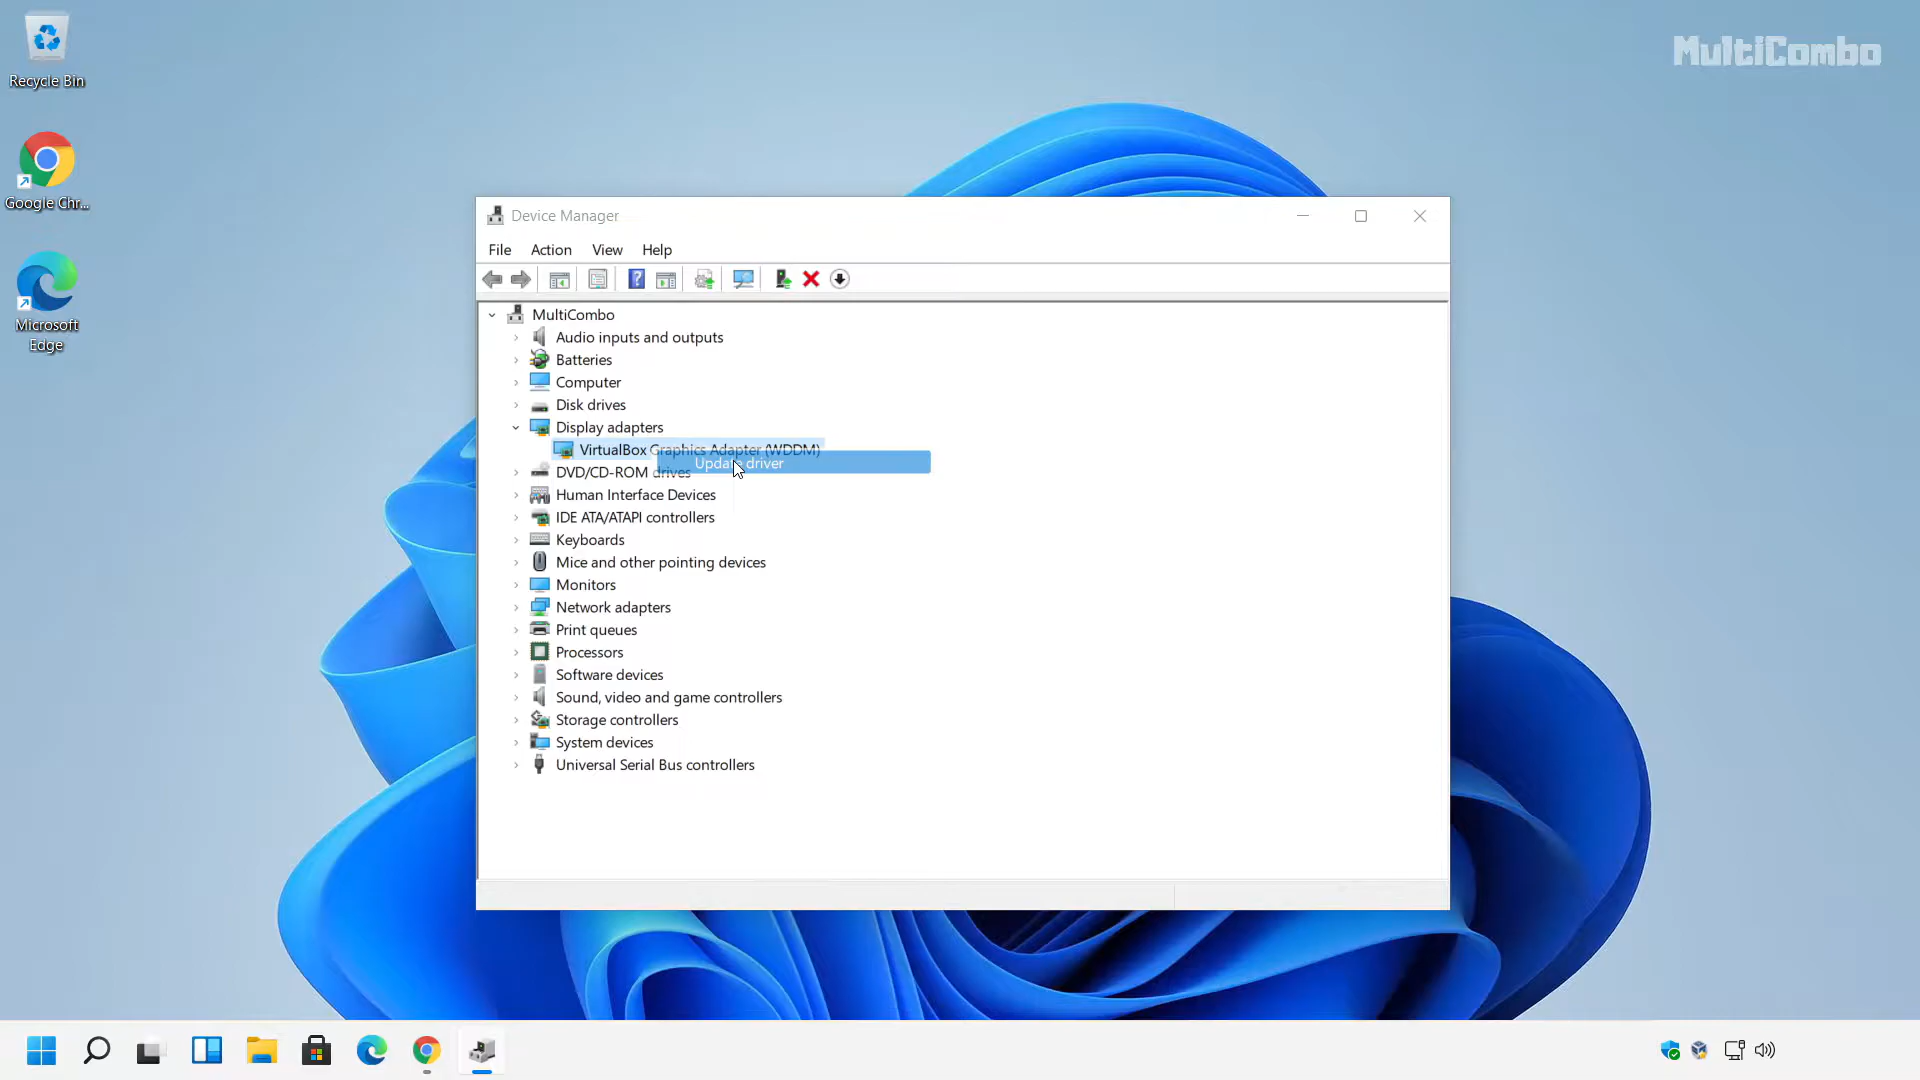 Recycle Bin
MultiCombo
Google Chr...
Microsoft
Edge
Device Manager
File Action View Help
MultiCombo
Audio inputs and outputs
Batteries
Computer
Disk drives
Display adapters
VirtualBox Graphics Adapter (WDDM)
Update driver
DVD/CD-ROM drives
Human Interface Devices
IDE ATA/ATAPI controllers
Keyboards
Mice and other pointing devices
Monitors
Network adapters
Print queues
Processors
Software devices
Sound, video and game controllers
Storage controllers
System devices
Universal Serial Bus controllers